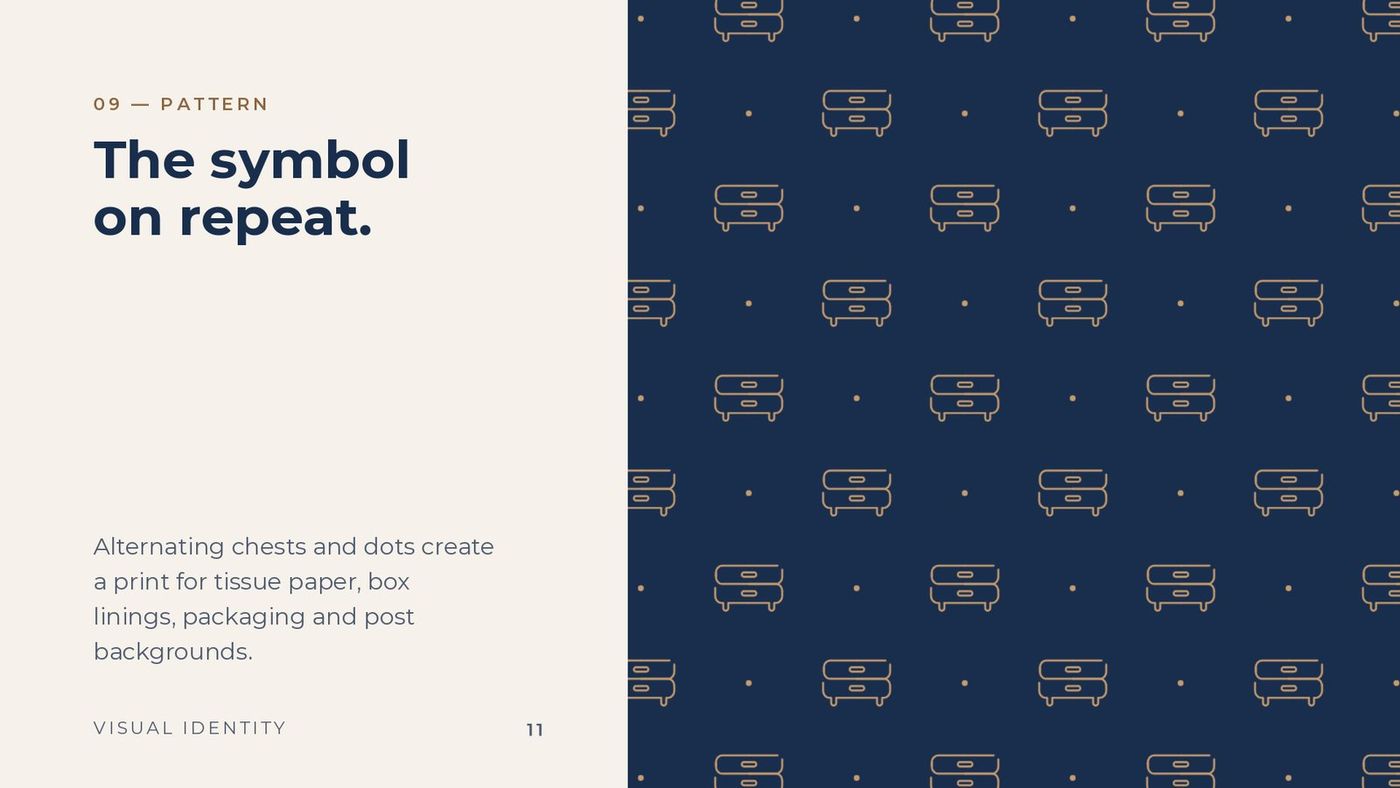 09 — PATTERN
The symbol
on repeat.
Alternating chests and dots create
a print for tissue paper, box
linings, packaging and post
backgrounds.
VISUAL IDENTITY
11